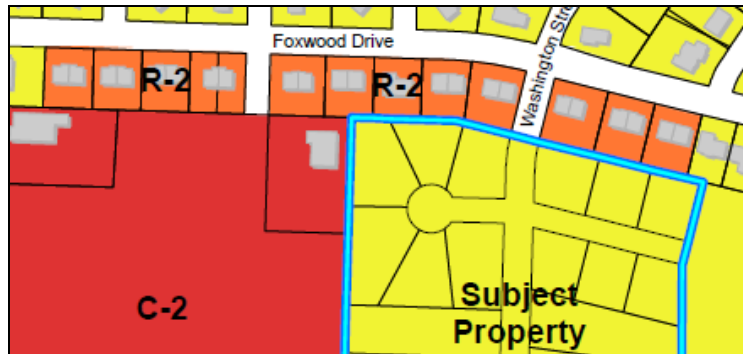 Foxwood Drive
Washington Stre
R-2
R-2
C-2
Subject
Property